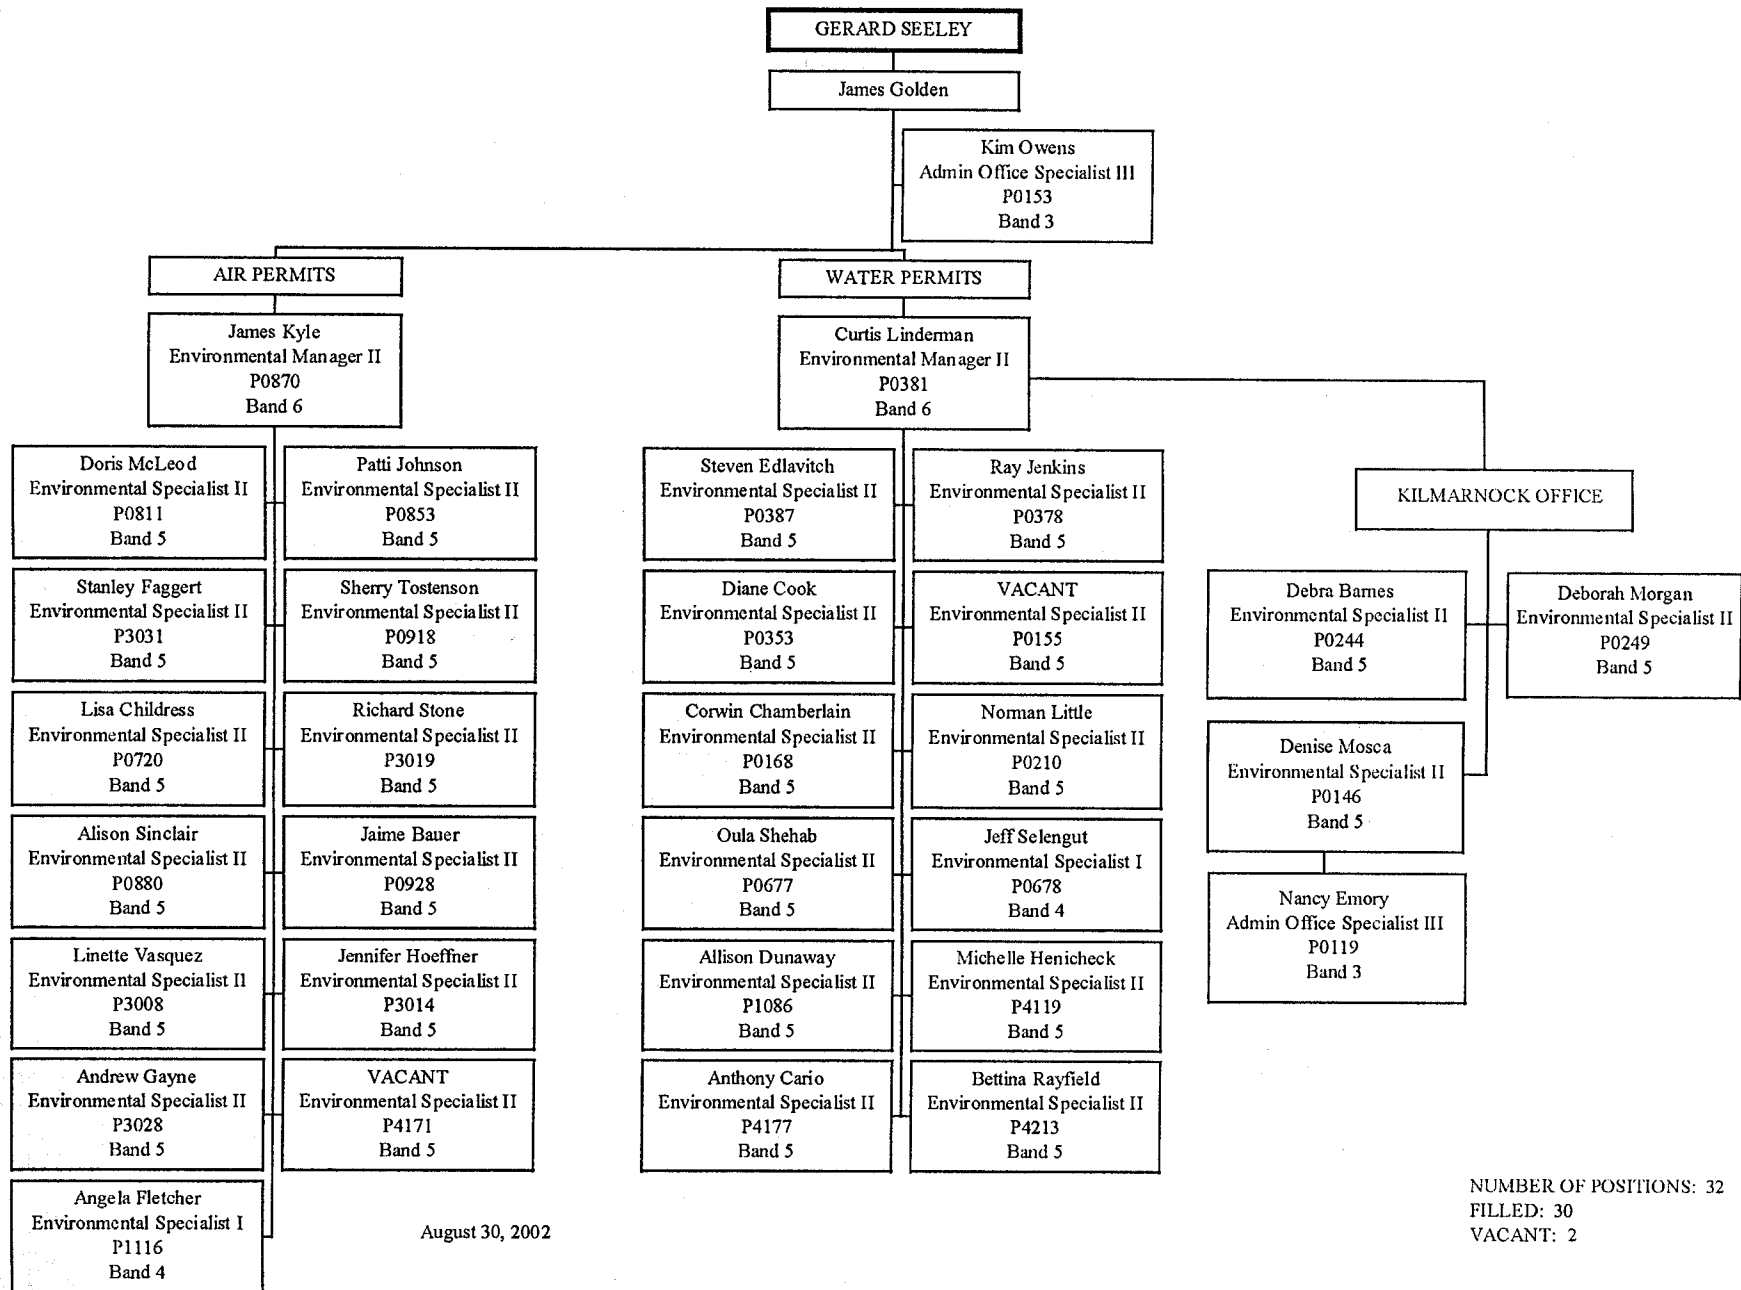 GERARD SEELEY
James Golden
Kim Owens
Admin Office Specialist III
P0153
Band 3
AIR PERMITS
WATER PERMITS
James Kyle
Environmental Manager II
P0870
Band 6
Curtis Linderman
Environmental Manager II
P0381
Band 6
Doris McLeod
Environmental Specialist II
P0811
Band 5
Patti Johnson
Environmental Specialist II
P0853
Band 5
Stanley Faggert
Environmental Specialist II
P3031
Band 5
Sherry Tostenson
Environmental Specialist II
P0918
Band 5
Lisa Childress
Environmental Specialist II
P0720
Band 5
Richard Stone
Environmental Specialist II
P3019
Band 5
Alison Sinclair
Environmental Specialist II
P0880
Band 5
Jaime Bauer
Environmental Specialist II
P0928
Band 5
Linette Vasquez
Environmental Specialist II
P3008
Band 5
Jennifer Hoeffner
Environmental Specialist II
P3014
Band 5
Andrew Gayne
Environmental Specialist II
P3028
Band 5
VACANT
Environmental Specialist II
P4171
Band 5
Angela Fletcher
Environmental Specialist I
P1116
Band 4
Steven Edlavitch
Environmental Specialist II
P0387
Band 5
Ray Jenkins
Environmental Specialist II
P0378
Band 5
Diane Cook
Environmental Specialist II
P0353
Band 5
VACANT
Environmental Specialist II
P0155
Band 5
Corwin Chamberlain
Environmental Specialist II
P0168
Band 5
Norman Little
Environmental Specialist II
P0210
Band 5
Oula Shehab
Environmental Specialist II
P0677
Band 5
Jeff Selengut
Environmental Specialist I
P0678
Band 4
Allison Dunaway
Environmental Specialist II
P1086
Band 5
Michelle Henicheck
Environmental Specialist II
P4119
Band 5
Anthony Cario
Environmental Specialist II
P4177
Band 5
Bettina Rayfield
Environmental Specialist II
P4213
Band 5
KILMARNOCK OFFICE
Debra Barnes
Environmental Specialist II
P0244
Band 5
Deborah Morgan
Environmental Specialist II
P0249
Band 5
Denise Mosca
Environmental Specialist II
P0146
Band 5
Nancy Emory
Admin Office Specialist III
P0119
Band 3
August 30, 2002
NUMBER OF POSITIONS: 32
FILLED: 30
VACANT: 2